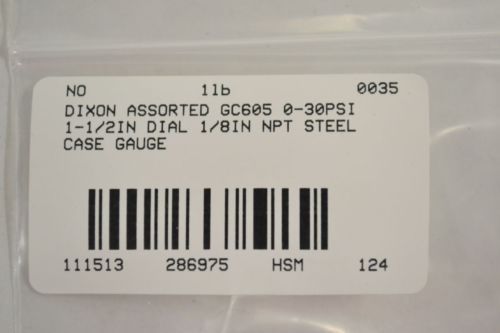 NO 11b 0035
DIXON ASSORTED GC605 0-30PSI
1-1/2IN DIAL 1/8IN NPT STEEL
CASE GAUGE
111513 286975 HSM 124